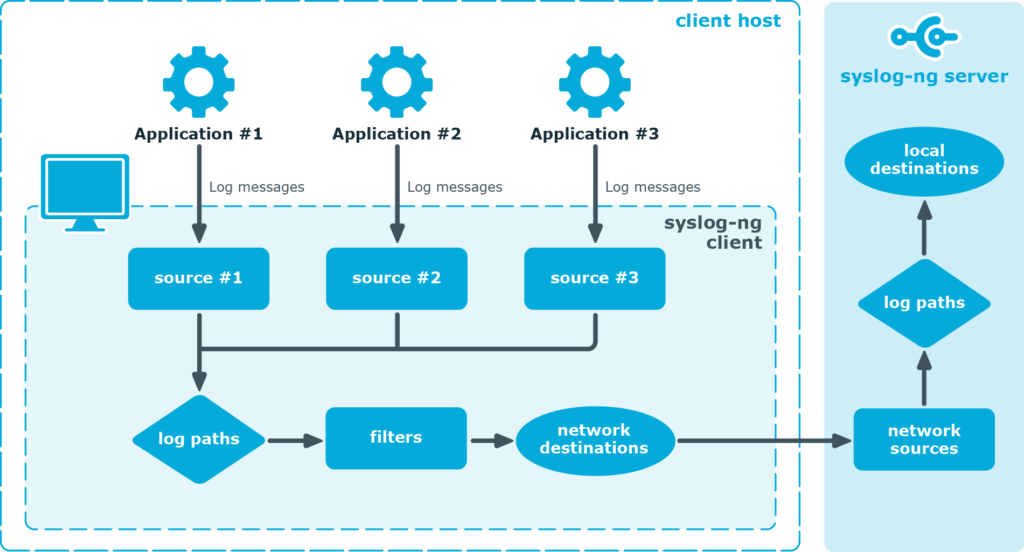 client host
syslog-ng server
Application #1
Application #2
Application #3
Log messages
Log messages
Log messages
syslog-ng
client
source #1
source #2
source #3
log paths
filters
network
destinations
network
sources
log paths
local
destinations